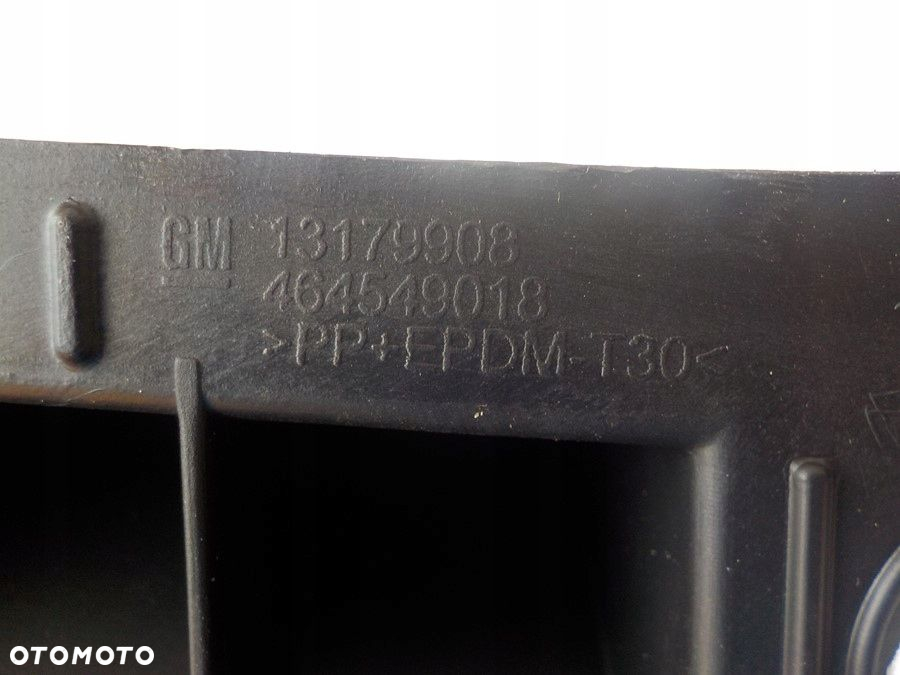 GM 13179908
464549018
>PP+EPDM-T30<
OTOMOTO